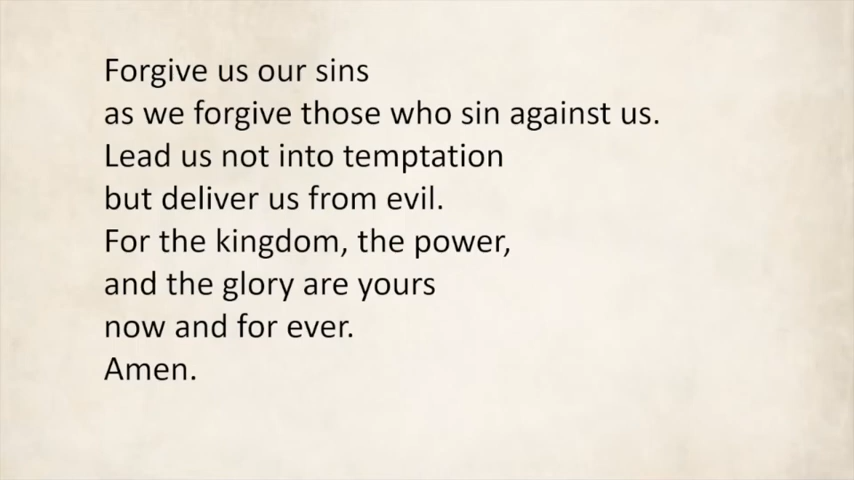 Forgive us our sins
as we forgive those who sin against us.
Lead us not into temptation
but deliver us from evil.
For the kingdom, the power,
and the glory are yours
now and for ever.
Amen.